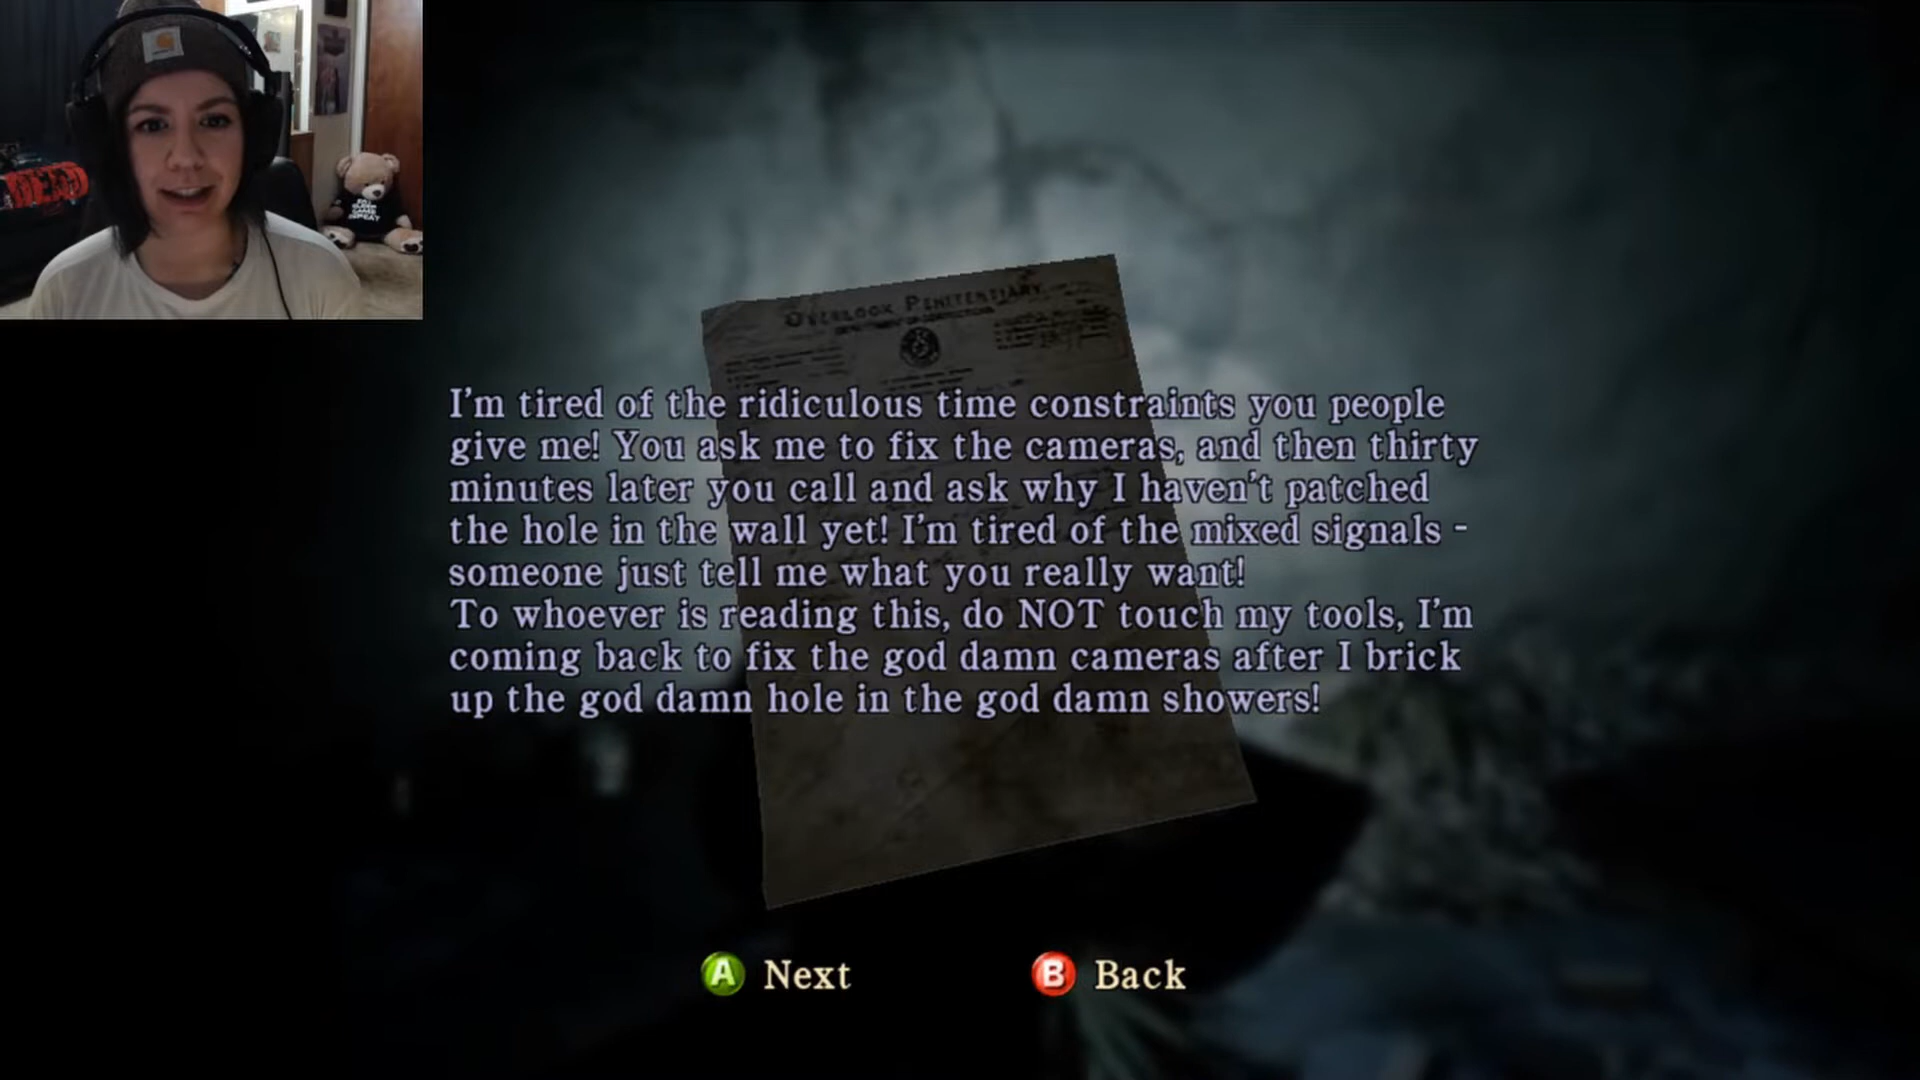 OVERLOOK PENITENTIARY
I'm tired of the ridiculous time constraints you people
give me! You ask me to fix the cameras, and then thirty
minutes later you call and ask why I haven't patched
the hole in the wall yet! I'm tired of the mixed signals -
someone just tell me what you really want!
To whoever is reading this, do NOT touch my tools, I'm
coming back to fix the god damn cameras after I brick
up the god damn hole in the god damn showers!
A Next
B Back